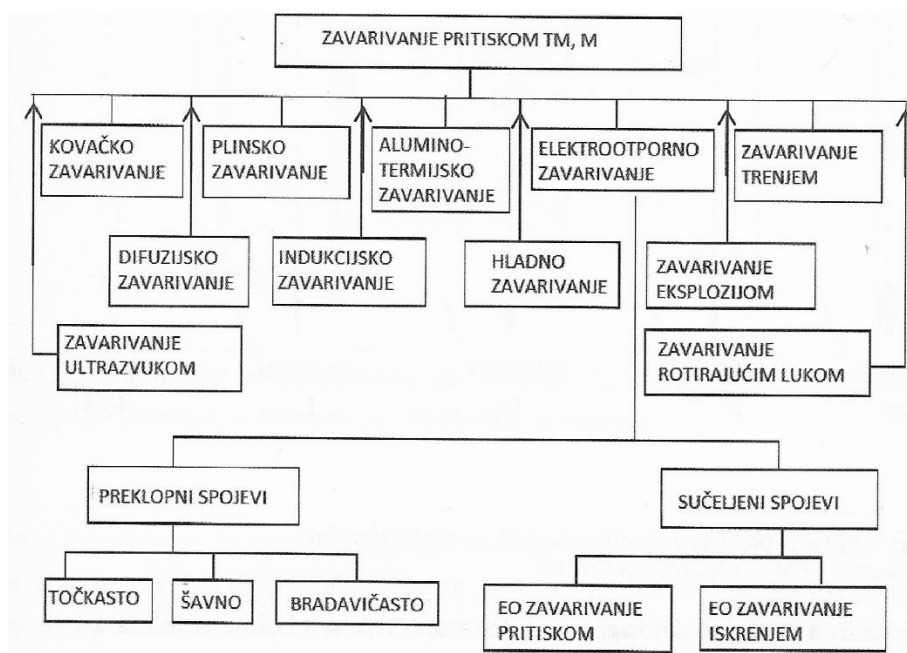 ZAVARIVANJE PRITISKOM TM, M
KOVAČKO
ZAVARIVANJE
PLINSKO
ZAVARIVANJE
ALUMINO-
TERMIJSKO
ZAVARIVANJE
ELEKTROOTPORNO
ZAVARIVANJE
ZAVARIVANJE
TRENJEM
DIFUZIJSKO
ZAVARIVANJE
INDUKCIJSKO
ZAVARIVANJE
HLADNO
ZAVARIVANJE
ZAVARIVANJE
EKSPLOZIJOM
ZAVARIVANJE
ULTRAZVUKOM
ZAVARIVANJE
ROTIRAJUĆIM LUKOM
PREKLOPNI SPOJEVI
SUČELJENI SPOJEVI
TOČKASTO
ŠAVNO
BRADAVIČASTO
EO ZAVARIVANJE
PRITISKOM
EO ZAVARIVANJE
ISKRENJEM